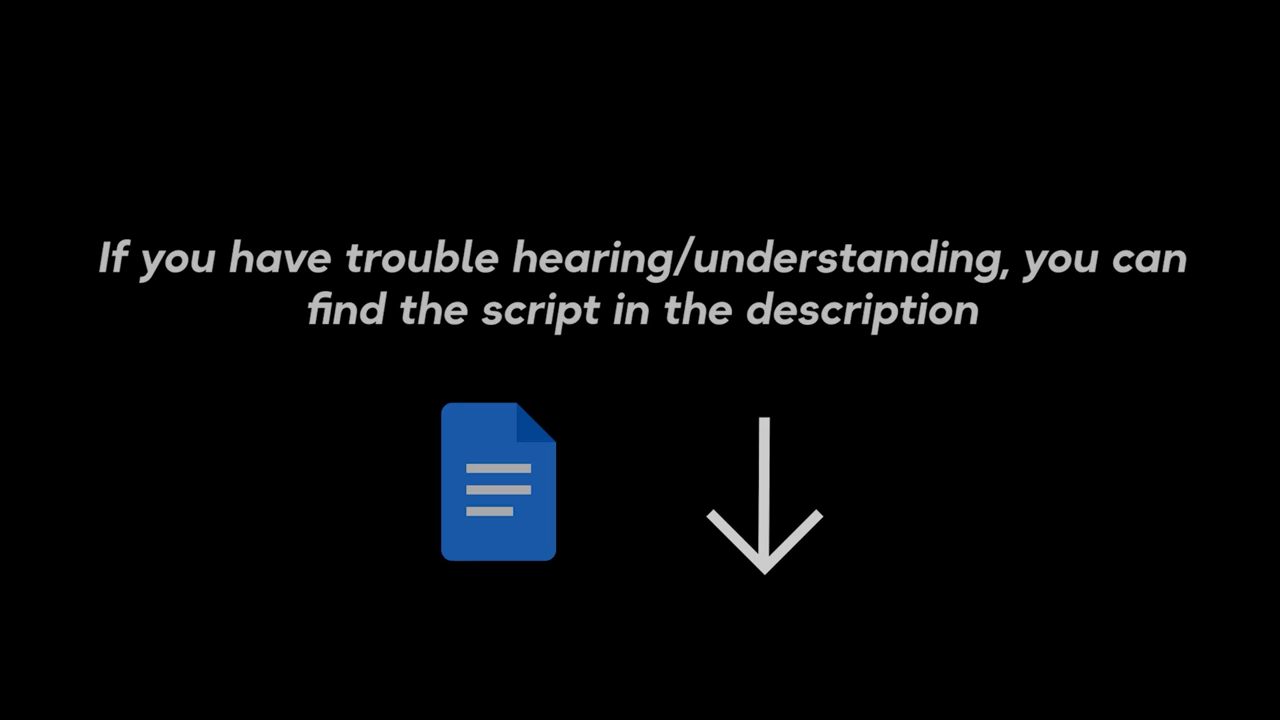 If you have trouble hearing/understanding, you can
find the script in the description